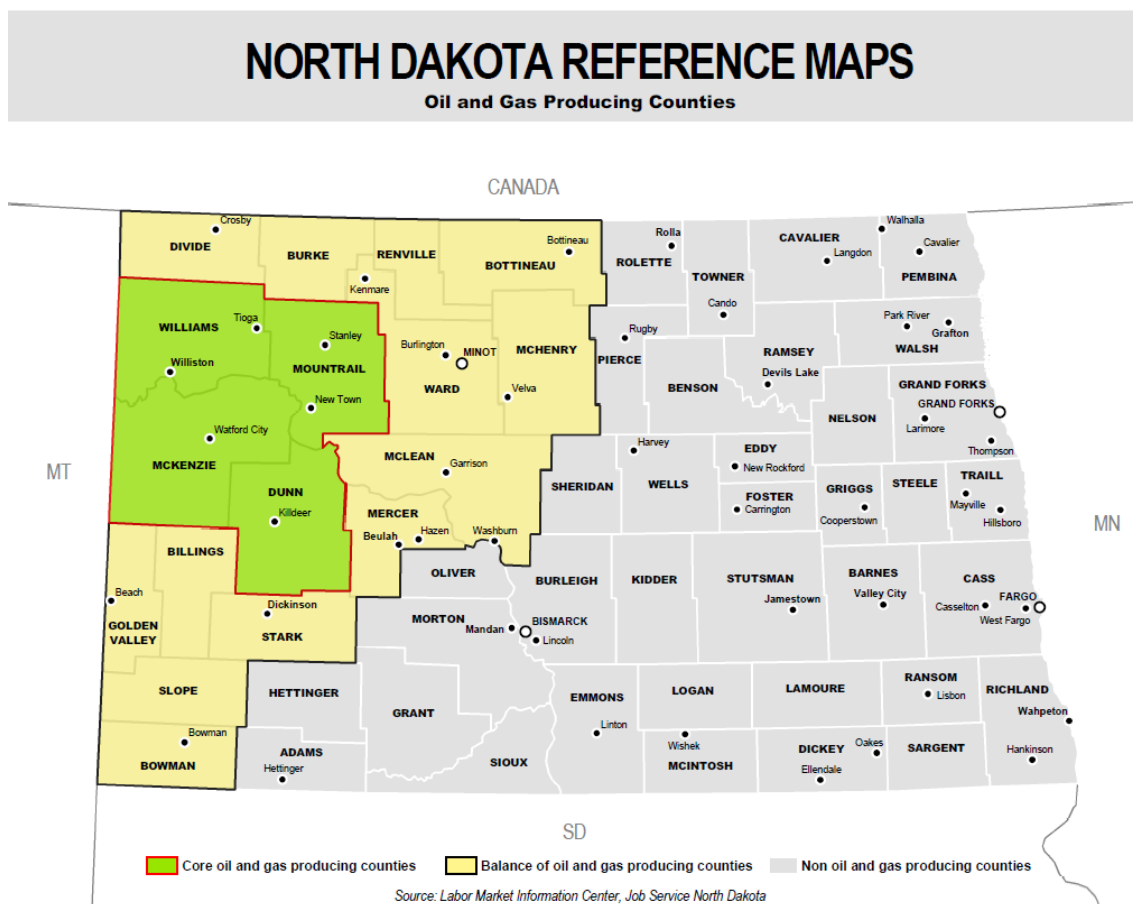 NORTH DAKOTA REFERENCE MAPS
Oil and Gas Producing Counties
CANADA
Crosby
DIVIDE
BURKE
RENVILLE
Bottineau
BOTTINEAU
Kenmare
Rolla
ROLETTE
TOWNER
Cando
CAVALIER
Langdon
Walhalla
Cavalier
PEMBINA
WILLIAMS
Tioga
Williston
Stanley
MOUNTRAIL
New Town
Burlington
MINOT
WARD
MCHENRY
Velva
Rugby
PIERCE
BENSON
RAMSEY
Devils Lake
Park River
Grafton
WALSH
GRAND FORKS
GRAND FORKS
Larimore
Thompson
NELSON
MT
Watford City
MCKENZIE
DUNN
Killdeer
MCLEAN
Garrison
MERCER
Hazen
Beulah
Washburn
SHERIDAN
Harvey
WELLS
EDDY
New Rockford
FOSTER
Carrington
GRIGGS
Cooperstown
STEELE
TRAILL
Mayville
Hillsboro
MN
BILLINGS
Beach
GOLDEN
VALLEY
Dickinson
STARK
OLIVER
MORTON
Mandan
BISMARCK
Lincoln
BURLEIGH
KIDDER
STUTSMAN
Jamestown
BARNES
Valley City
CASS
Casselton
FARGO
West Fargo
SLOPE
Bowman
BOWMAN
HETTINGER
ADAMS
Hettinger
GRANT
SIOUX
EMMONS
Linton
LOGAN
Wishek
MCINTOSH
LAMOURE
DICKEY
Oakes
Ellendale
RANSOM
Lisbon
SARGENT
RICHLAND
Wahpeton
Hankinson
SD
Core oil and gas producing counties
Balance of oil and gas producing counties
Non oil and gas producing counties
Source: Labor Market Information Center, Job Service North Dakota